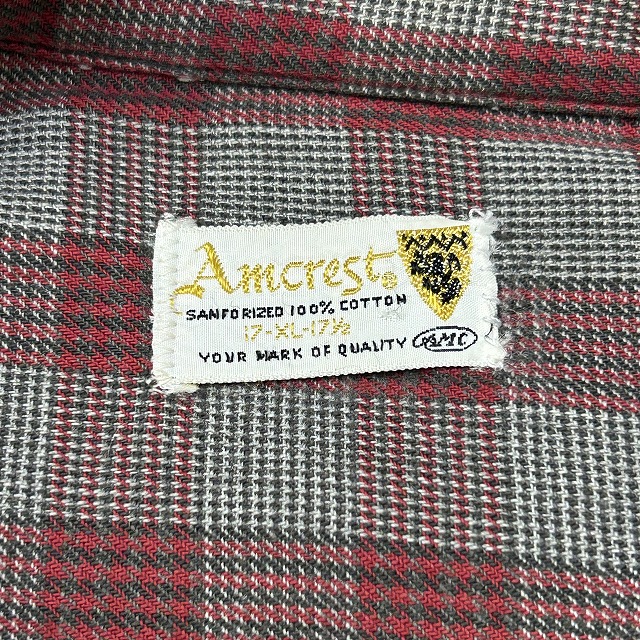 Amcrest®
SANFORIZED 100% COTTON
17-XL-17½
YOUR MARK OF QUALITY AMC